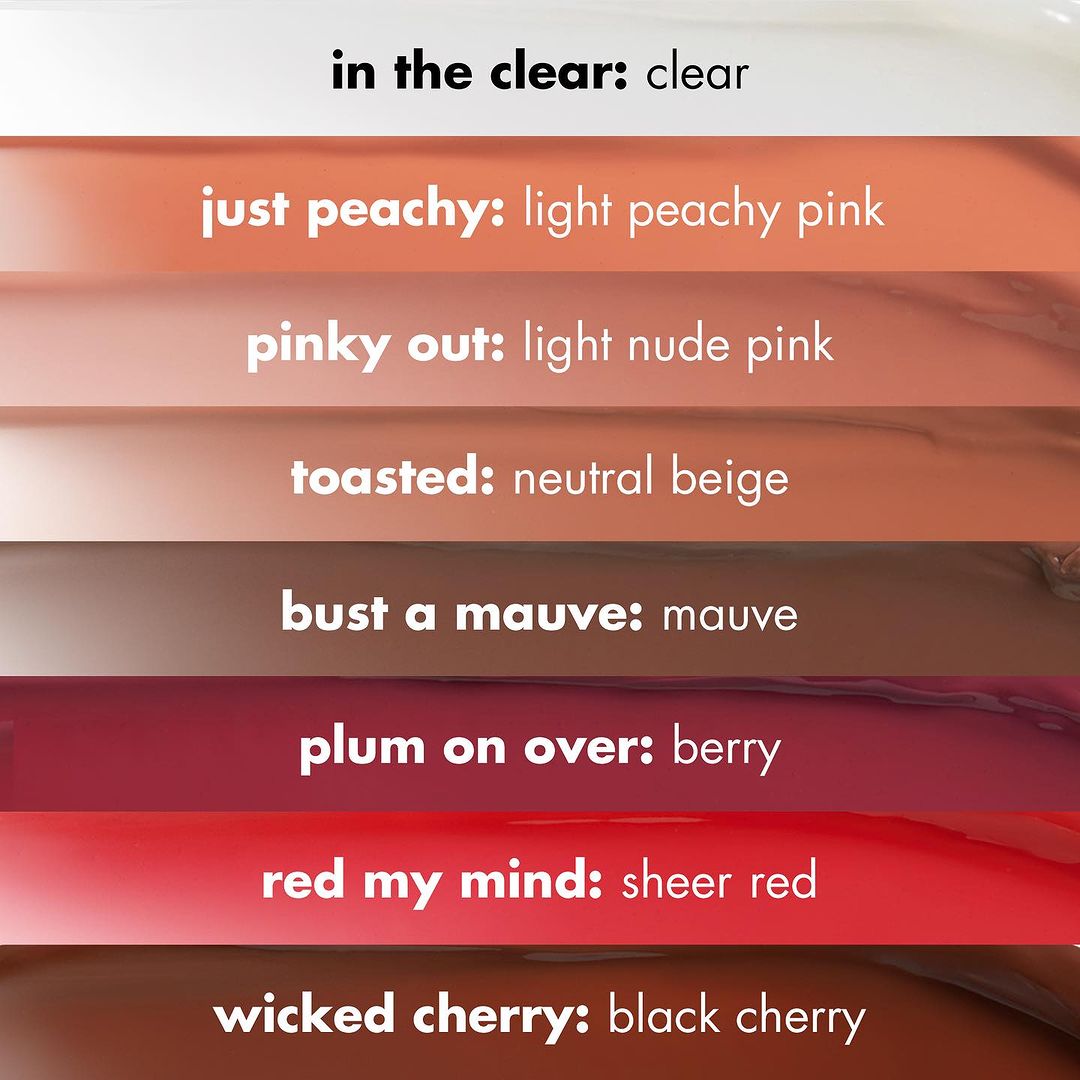 in the clear: clear
just peachy: light peachy pink
pinky out: light nude pink
toasted: neutral beige
bust a mauve: mauve
plum on over: berry
red my mind: sheer red
wicked cherry: black cherry